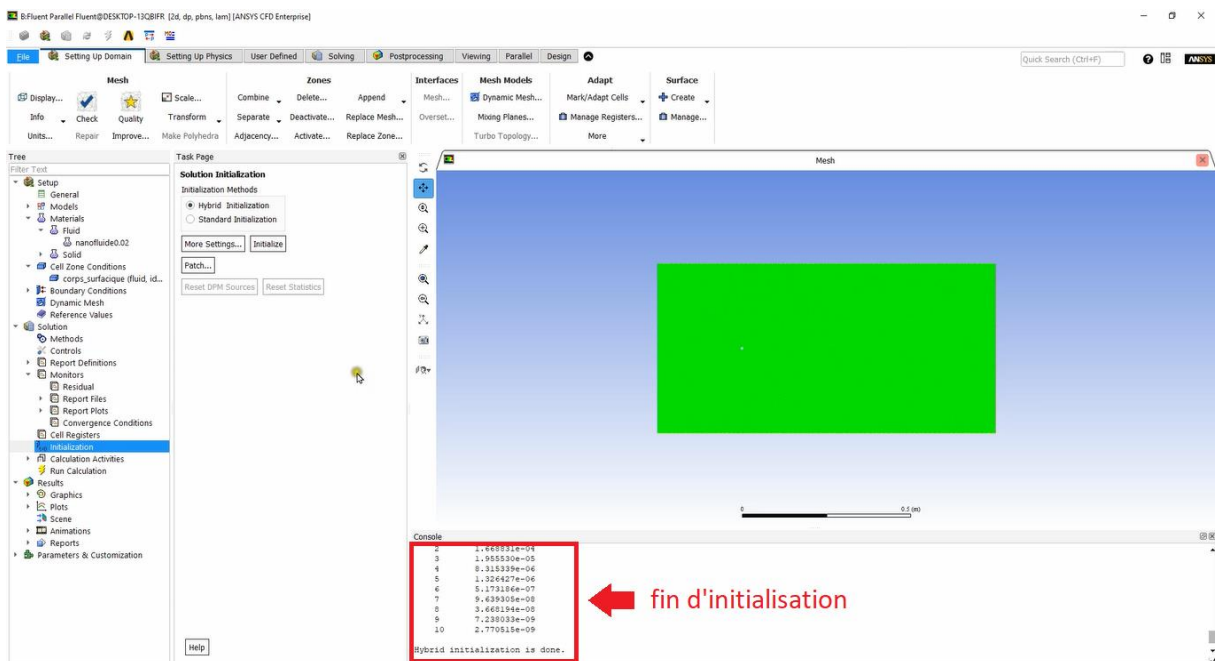 B:Fluent Parallel Fluent@DESKTOP-13QBIFR [2d, dp, pbns, lam] [ANSYS CFD Enterprise]
File Setting Up Domain Setting Up Physics User Defined Solving Postprocessing Viewing Parallel Design Quick Search (Ctrl+F) ANSYS
Mesh Zones Interfaces Mesh Models Adapt Surface
Display... Scale... Combine Delete... Append Mesh... Dynamic Mesh... Mark/Adapt Cells Create
Info Check Quality Transform Separate Deactivate... Replace Mesh... Overset... Mixing Planes... Manage Registers... Manage...
Units... Repair Improve... Make Polyhedra Adjacency... Activate... Replace Zone... Turbo Topology... More
Tree
Filter Text
Setup
General
Models
Materials
Fluid
nanofluide0.02
Solid
Cell Zone Conditions
corps_surfacique (fluid, id...
Boundary Conditions
Dynamic Mesh
Reference Values
Solution
Methods
Controls
Report Definitions
Monitors
Residual
Report Files
Report Plots
Convergence Conditions
Cell Registers
Initialization
Calculation Activities
Run Calculation
Results
Graphics
Plots
Scene
Animations
Reports
Parameters & Customization
Task Page
Solution Initialization
Initialization Methods
Hybrid Initialization
Standard Initialization
More Settings... Initialize
Patch...
Reset DPM Sources Reset Statistics
Help
Mesh
0 0.5 (m)
Console
2 1.668831e-04
3 1.955530e-05
4 8.315339e-06
5 1.326427e-06
6 5.173186e-07
7 9.639305e-08
8 3.668194e-08
9 7.238033e-09
10 2.770515e-09
Hybrid initialization is done.
fin d'initialisation